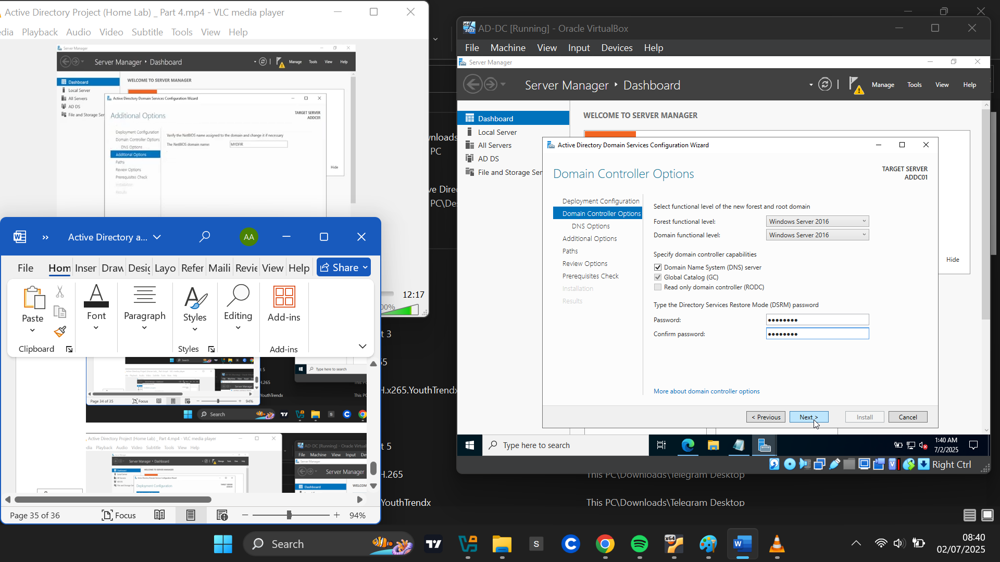 Active Directory Project (Home Lab) _ Part 4.mp4 - VLC media player
dia Playback Audio Video Subtitle Tools View Help
Server Manager
Server Manager • Dashboard
Manage Tools View Help
Dashboard
Local Server
All Servers
AD DS
File and Storage Ser
WELCOME TO SERVER MANAGER
Active Directory Domain Services Configuration Wizard
Additional Options
TARGET SERVER
ADDC01
Deployment Configuration
Domain Controller Options
DNS Options
Additional Options
Paths
Review Options
Prerequisites Check
Installation
Results
Verify the NetBIOS name assigned to the domain and change it if necessary
The NetBIOS domain name: MYDFIR
Hide
12:17
00%
Active Directory a...
AA
File Hom Inser Draw Desig Layo Refer Maili Revie View Help Share
Paste
Font
Paragraph
Styles
Editing
Add-ins
Clipboard
Styles
Add-ins
Type here to search
Page 34 of 35
Focus
94%
Search
Active Directory Project (Home Lab) _ Part 4.mp4 - VLC media player
dia Playback Audio Video Subtitle Tools View Help
Server Manager • Dashboard
Deployment Configuration
AD-DC [Running] - Oracle Virtual
File Machine View Input De
Server Manager
Dashboard
WELCOM
Page 35 of 36
Focus
94%
wnloads
PC
ve Direc
PC\Des
t 3
65
H.x265.YouthTrendx
t 5
H.265
YouthTrendx
This PC\Downloads\Telegram Desktop
This PC\Downloads\Telegram Desktop
AD-DC [Running] - Oracle VirtualBox
File Machine View Input Devices Help
Server Manager
Server Manager • Dashboard
Manage Tools View Help
Dashboard
Local Server
All Servers
AD DS
File and Storage Ser
WELCOME TO SERVER MANAGER
Active Directory Domain Services Configuration Wizard
Domain Controller Options
TARGET SERVER
ADDC01
Deployment Configuration
Domain Controller Options
DNS Options
Additional Options
Paths
Review Options
Prerequisites Check
Installation
Results
Select functional level of the new forest and root domain
Forest functional level: Windows Server 2016
Domain functional level: Windows Server 2016
Specify domain controller capabilities
Domain Name System (DNS) server
Global Catalog (GC)
Read only domain controller (RODC)
Type the Directory Services Restore Mode (DSRM) password
Password: ••••••••
Confirm password: ••••••••
More about domain controller options
< Previous
Next >
Install
Cancel
Hide
Type here to search
1:40 AM
7/2/2025
Right Ctrl
Search
08:40
02/07/2025